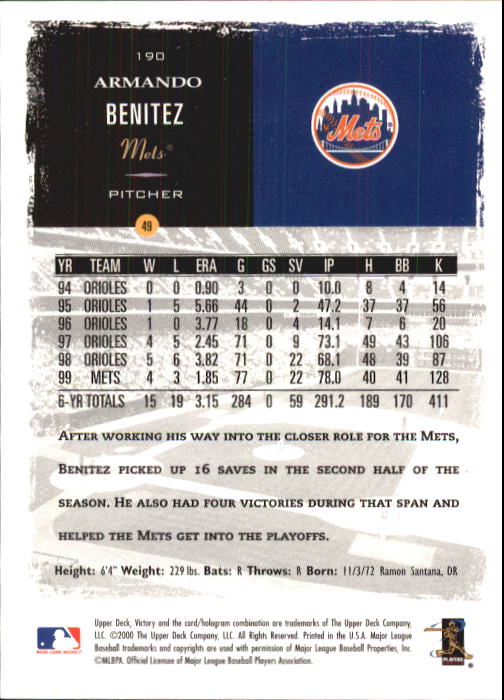 190
ARMANDO
BENITEZ
Mets®
PITCHER
Mets
49
YR TEAM W L ERA G GS SV IP H BB K
94 ORIOLES 0 0 0.90 3 0 0 10.0 8 4 14
95 ORIOLES 1 5 5.66 44 0 2 47.2 37 37 56
96 ORIOLES 1 0 3.77 18 0 4 14.1 7 6 20
97 ORIOLES 4 5 2.45 71 0 9 73.1 49 43 106
98 ORIOLES 5 6 3.82 71 0 22 68.1 48 39 87
99 METS 4 3 1.85 77 0 22 78.0 40 41 128
6-YR TOTALS 15 19 3.15 284 0 59 291.2 189 170 411
AFTER WORKING HIS WAY INTO THE CLOSER ROLE FOR THE METS,
BENITEZ PICKED UP 16 SAVES IN THE SECOND HALF OF THE
SEASON. HE ALSO HAD FOUR VICTORIES DURING THAT SPAN AND
HELPED THE METS GET INTO THE PLAYOFFS.
Height: 6'4" Weight: 229 lbs. Bats: R Throws: R Born: 11/3/72 Ramon Santana, DR
Upper Deck, Victory and the card/hologram combination are trademarks of The Upper Deck Company,
LLC. ©2000 The Upper Deck Company, LLC. All Rights Reserved. Printed in the U.S.A. Major League
Baseball trademarks and copyrights are used with permission of Major League Baseball Properties, Inc.
©MLBPA. Official Licensee of Major League Baseball Players Association.
MAJOR LEAGUE BASEBALL
PLAYERS